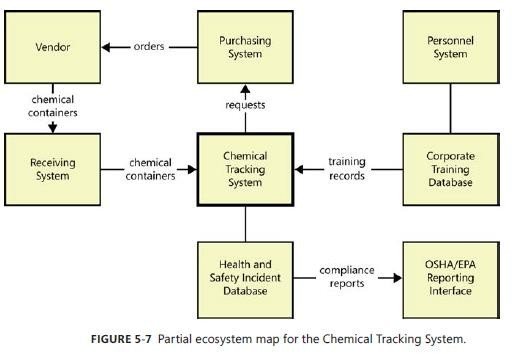 Vendor
orders
Purchasing
System
Personnel
System
chemical
containers
requests
Receiving
System
chemical
containers
Chemical
Tracking
System
training
records
Corporate
Training
Database
Health and
Safety Incident
Database
compliance
reports
OSHA/EPA
Reporting
Interface
FIGURE 5-7 Partial ecosystem map for the Chemical Tracking System.